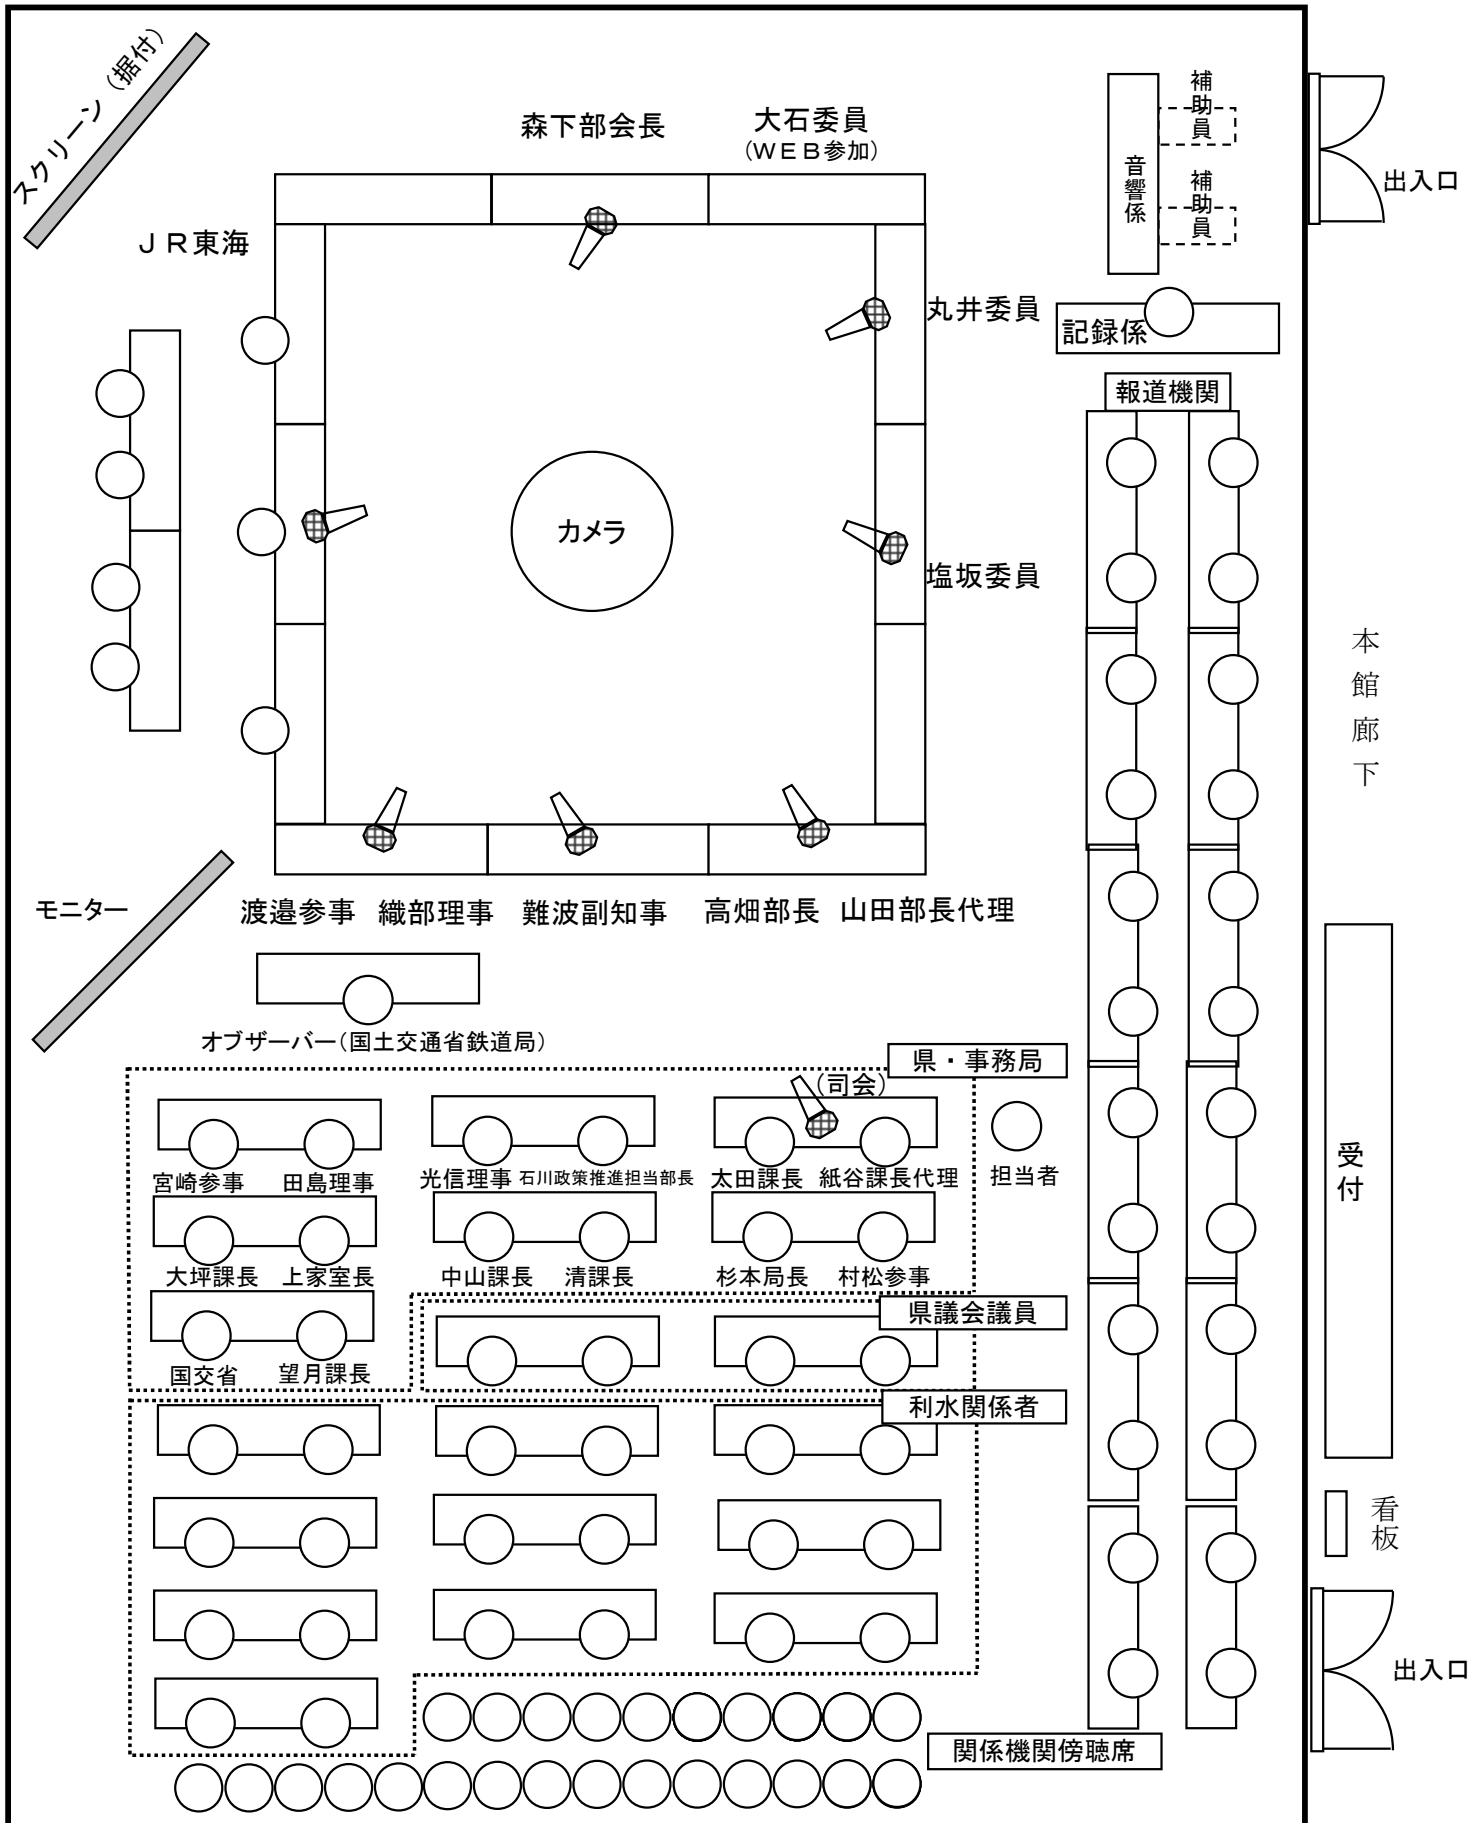 スクリーン（据付）
森下部会長
大石委員
（ＷＥＢ参加）
補助員
音響係
補助員
出入口
ＪＲ東海
丸井委員
記録係
報道機関
カメラ
塩坂委員
本館廊下
モニター
渡邉参事
織部理事
難波副知事
高畑部長
山田部長代理
オブザーバー（国土交通省鉄道局）
県・事務局
（司会）
宮崎参事
田島理事
光信理事
石川政策推進担当部長
太田課長
紙谷課長代理
担当者
受付
大坪課長
上家室長
中山課長
清課長
杉本局長
村松参事
県議会議員
国交省
望月課長
利水関係者
看板
出入口
関係機関傍聴席